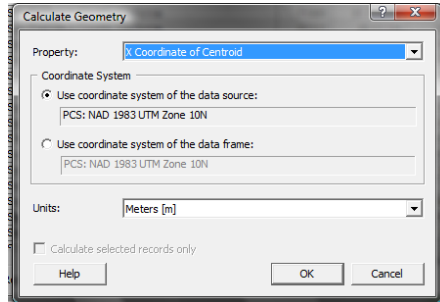 Calculate Geometry
?
X
Property:
X Coordinate of Centroid
Coordinate System
Use coordinate system of the data source:
PCS: NAD 1983 UTM Zone 10N
Use coordinate system of the data frame:
PCS: NAD 1983 UTM Zone 10N
Units:
Meters [m]
Calculate selected records only
Help
OK
Cancel